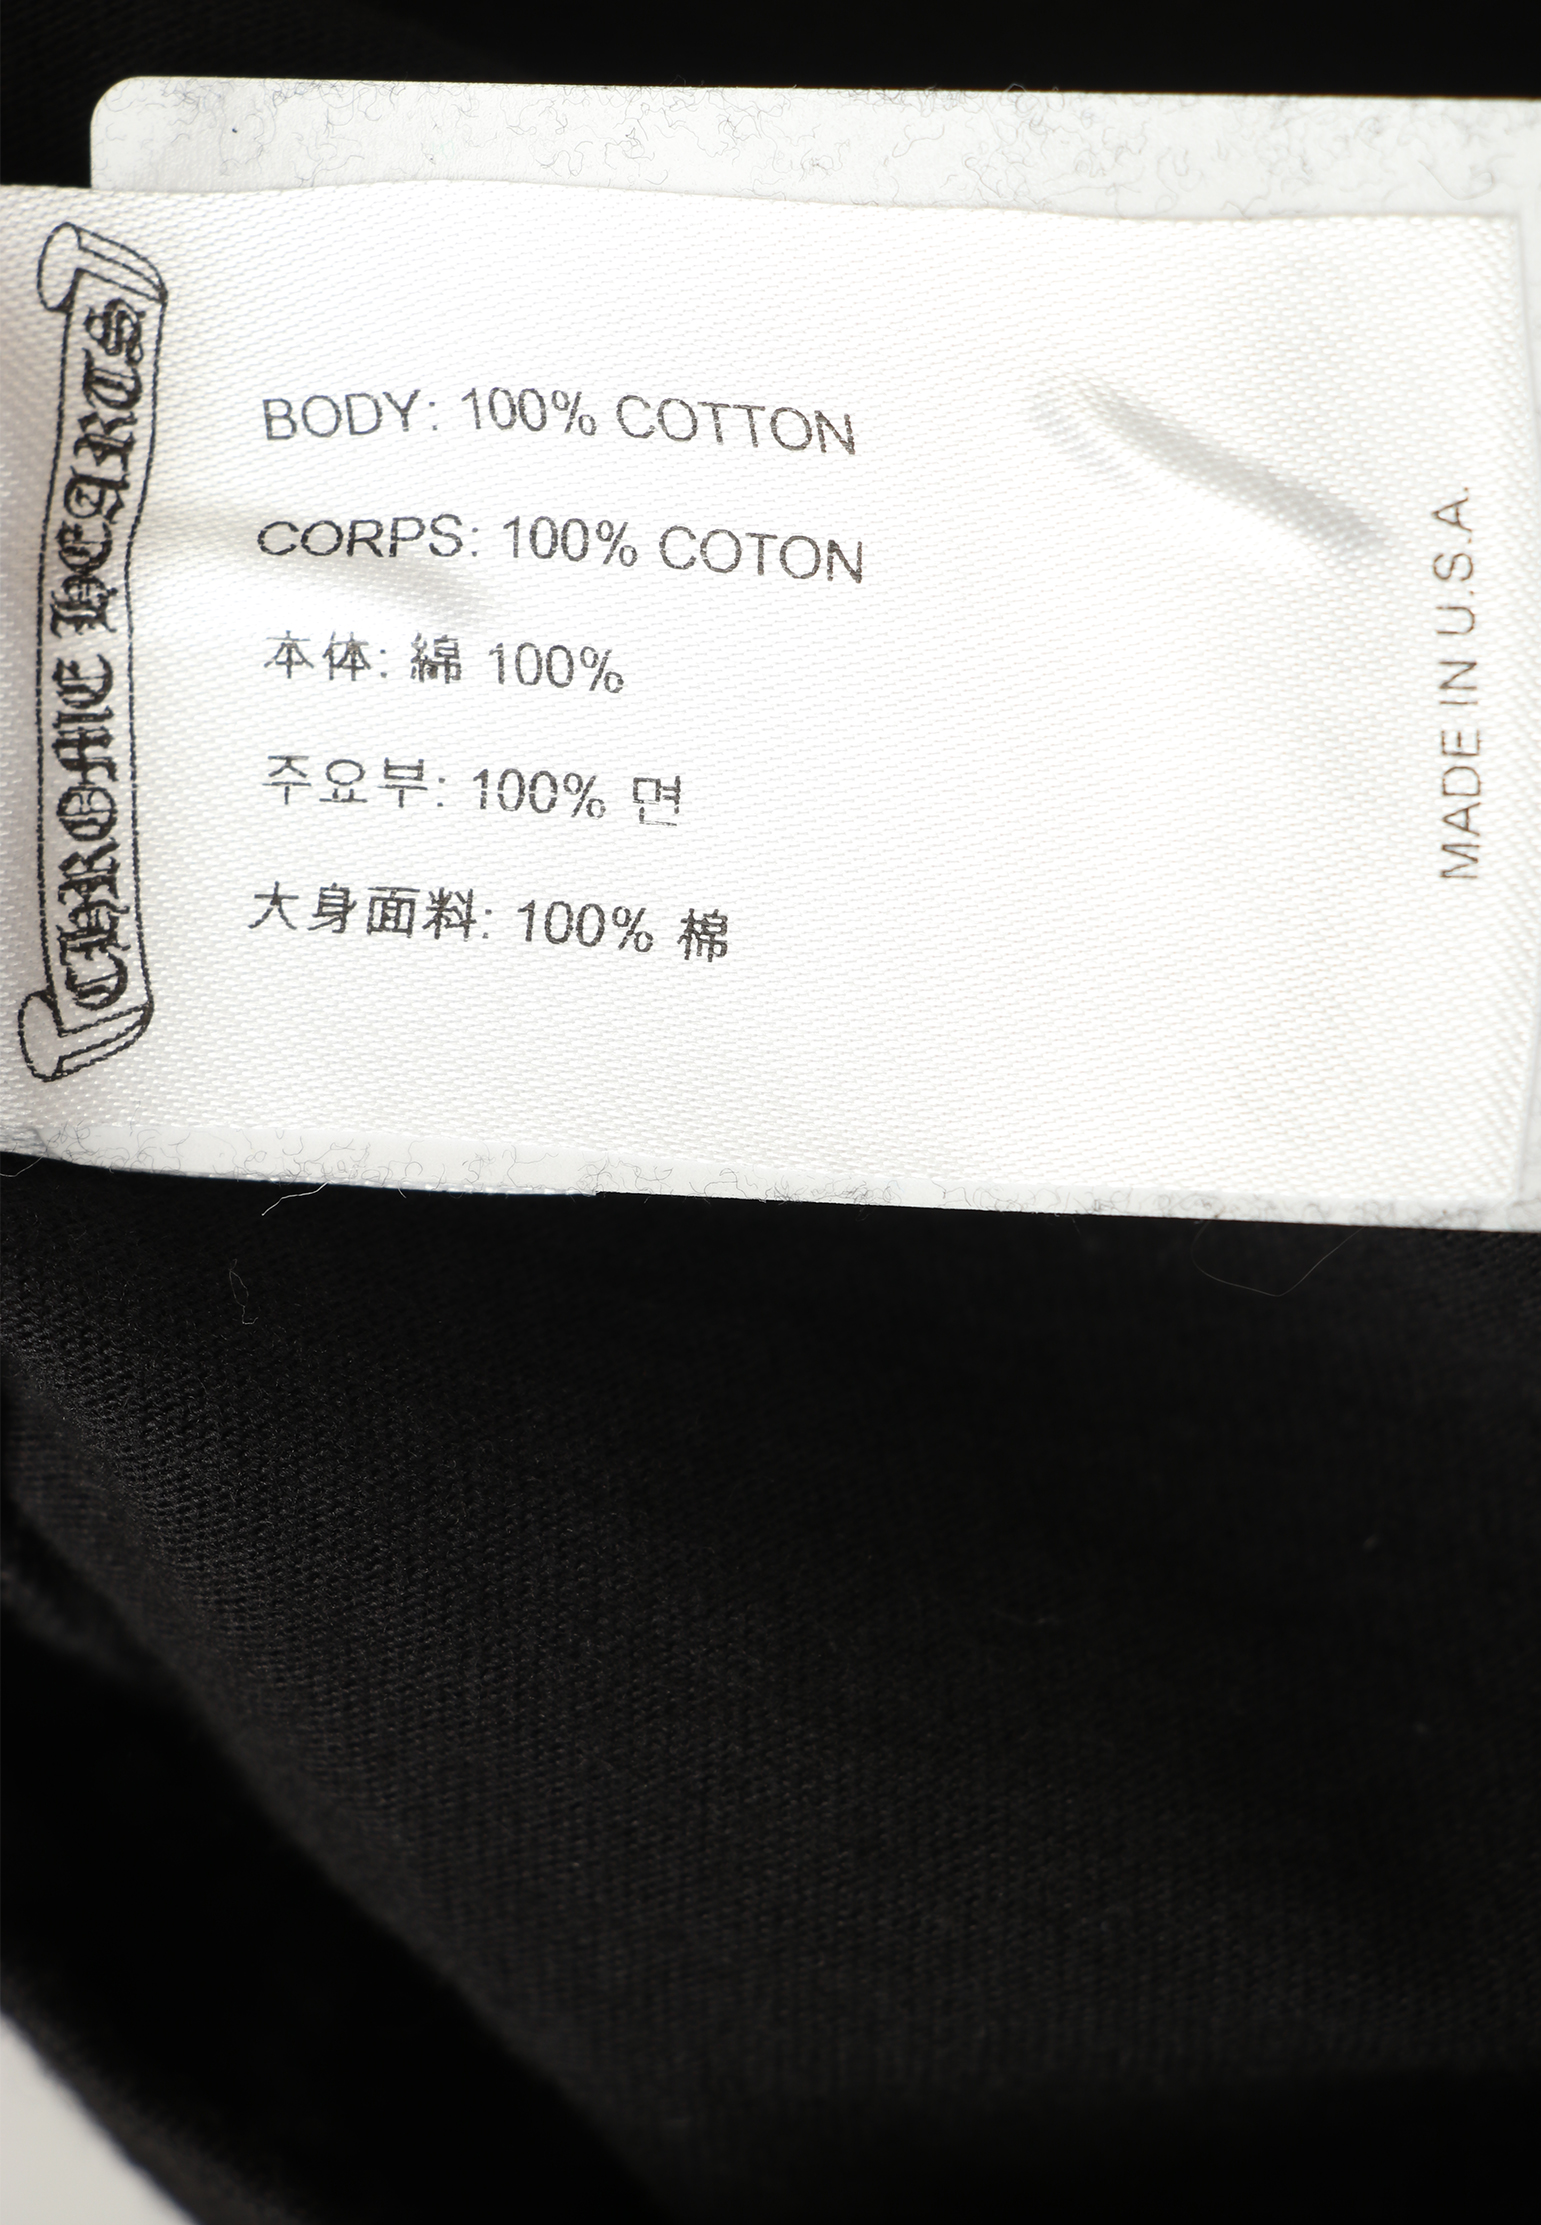 CHROME HEARTS
BODY: 100% COTTON
CORPS: 100% COTON
本体: 綿 100%
주요부: 100% 면
大身面料: 100% 棉
MADE IN U.S.A.